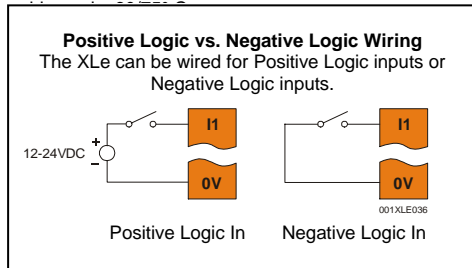 Positive Logic vs. Negative Logic Wiring
The XLe can be wired for Positive Logic inputs or
Negative Logic inputs.
I1
I1
12-24VDC
+
−
0V
0V
001XLE036
Positive Logic In
Negative Logic In